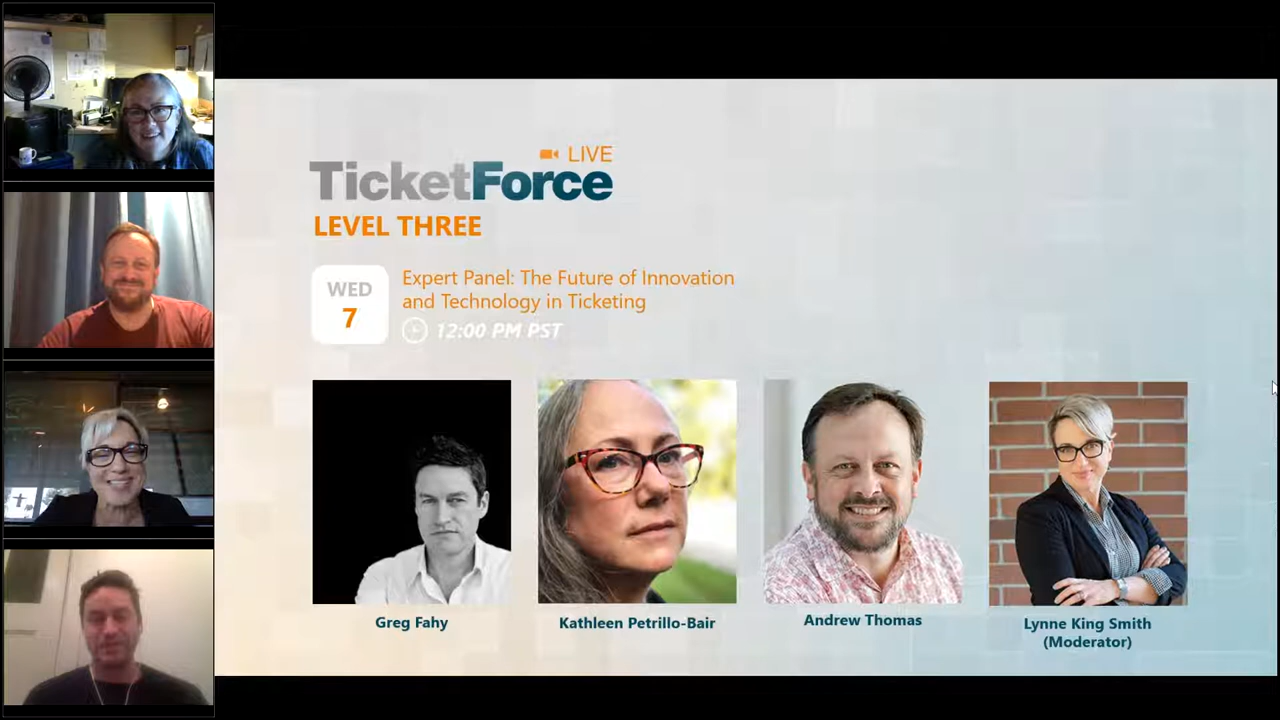 LIVE
TicketForce
LEVEL THREE
WED
7
Expert Panel: The Future of Innovation
and Technology in Ticketing
12:00 PM PST
Greg Fahy
Kathleen Petrillo-Bair
Andrew Thomas
Lynne King Smith
(Moderator)